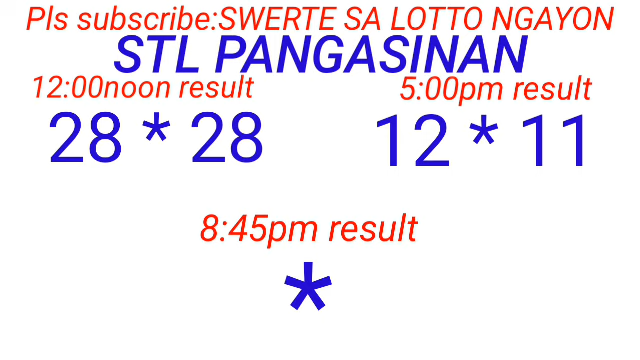 Pls subscribe:SWERTE SA LOTTO NGAYON
STL PANGASINAN
12:00noon result
28 * 28
5:00pm result
12 * 11
8:45pm result
*